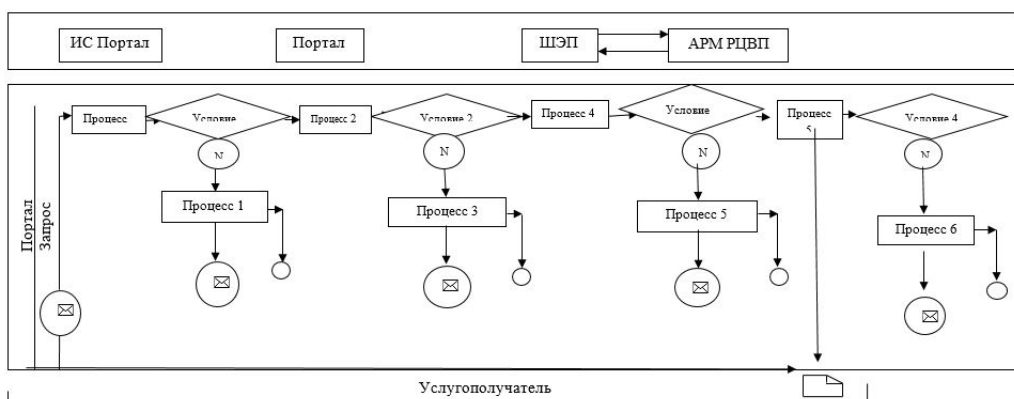 ИС Портал
Портал
ШЭП
АРМ РЦВП
Процесс
Условие
Процесс 2
Условие 2
Процесс 4
Условие
Процесс
5
Условие 4
N
N
N
N
Процесс 1
Процесс 3
Процесс 5
Процесс 6
Портал
Запрос
Услугополучатель